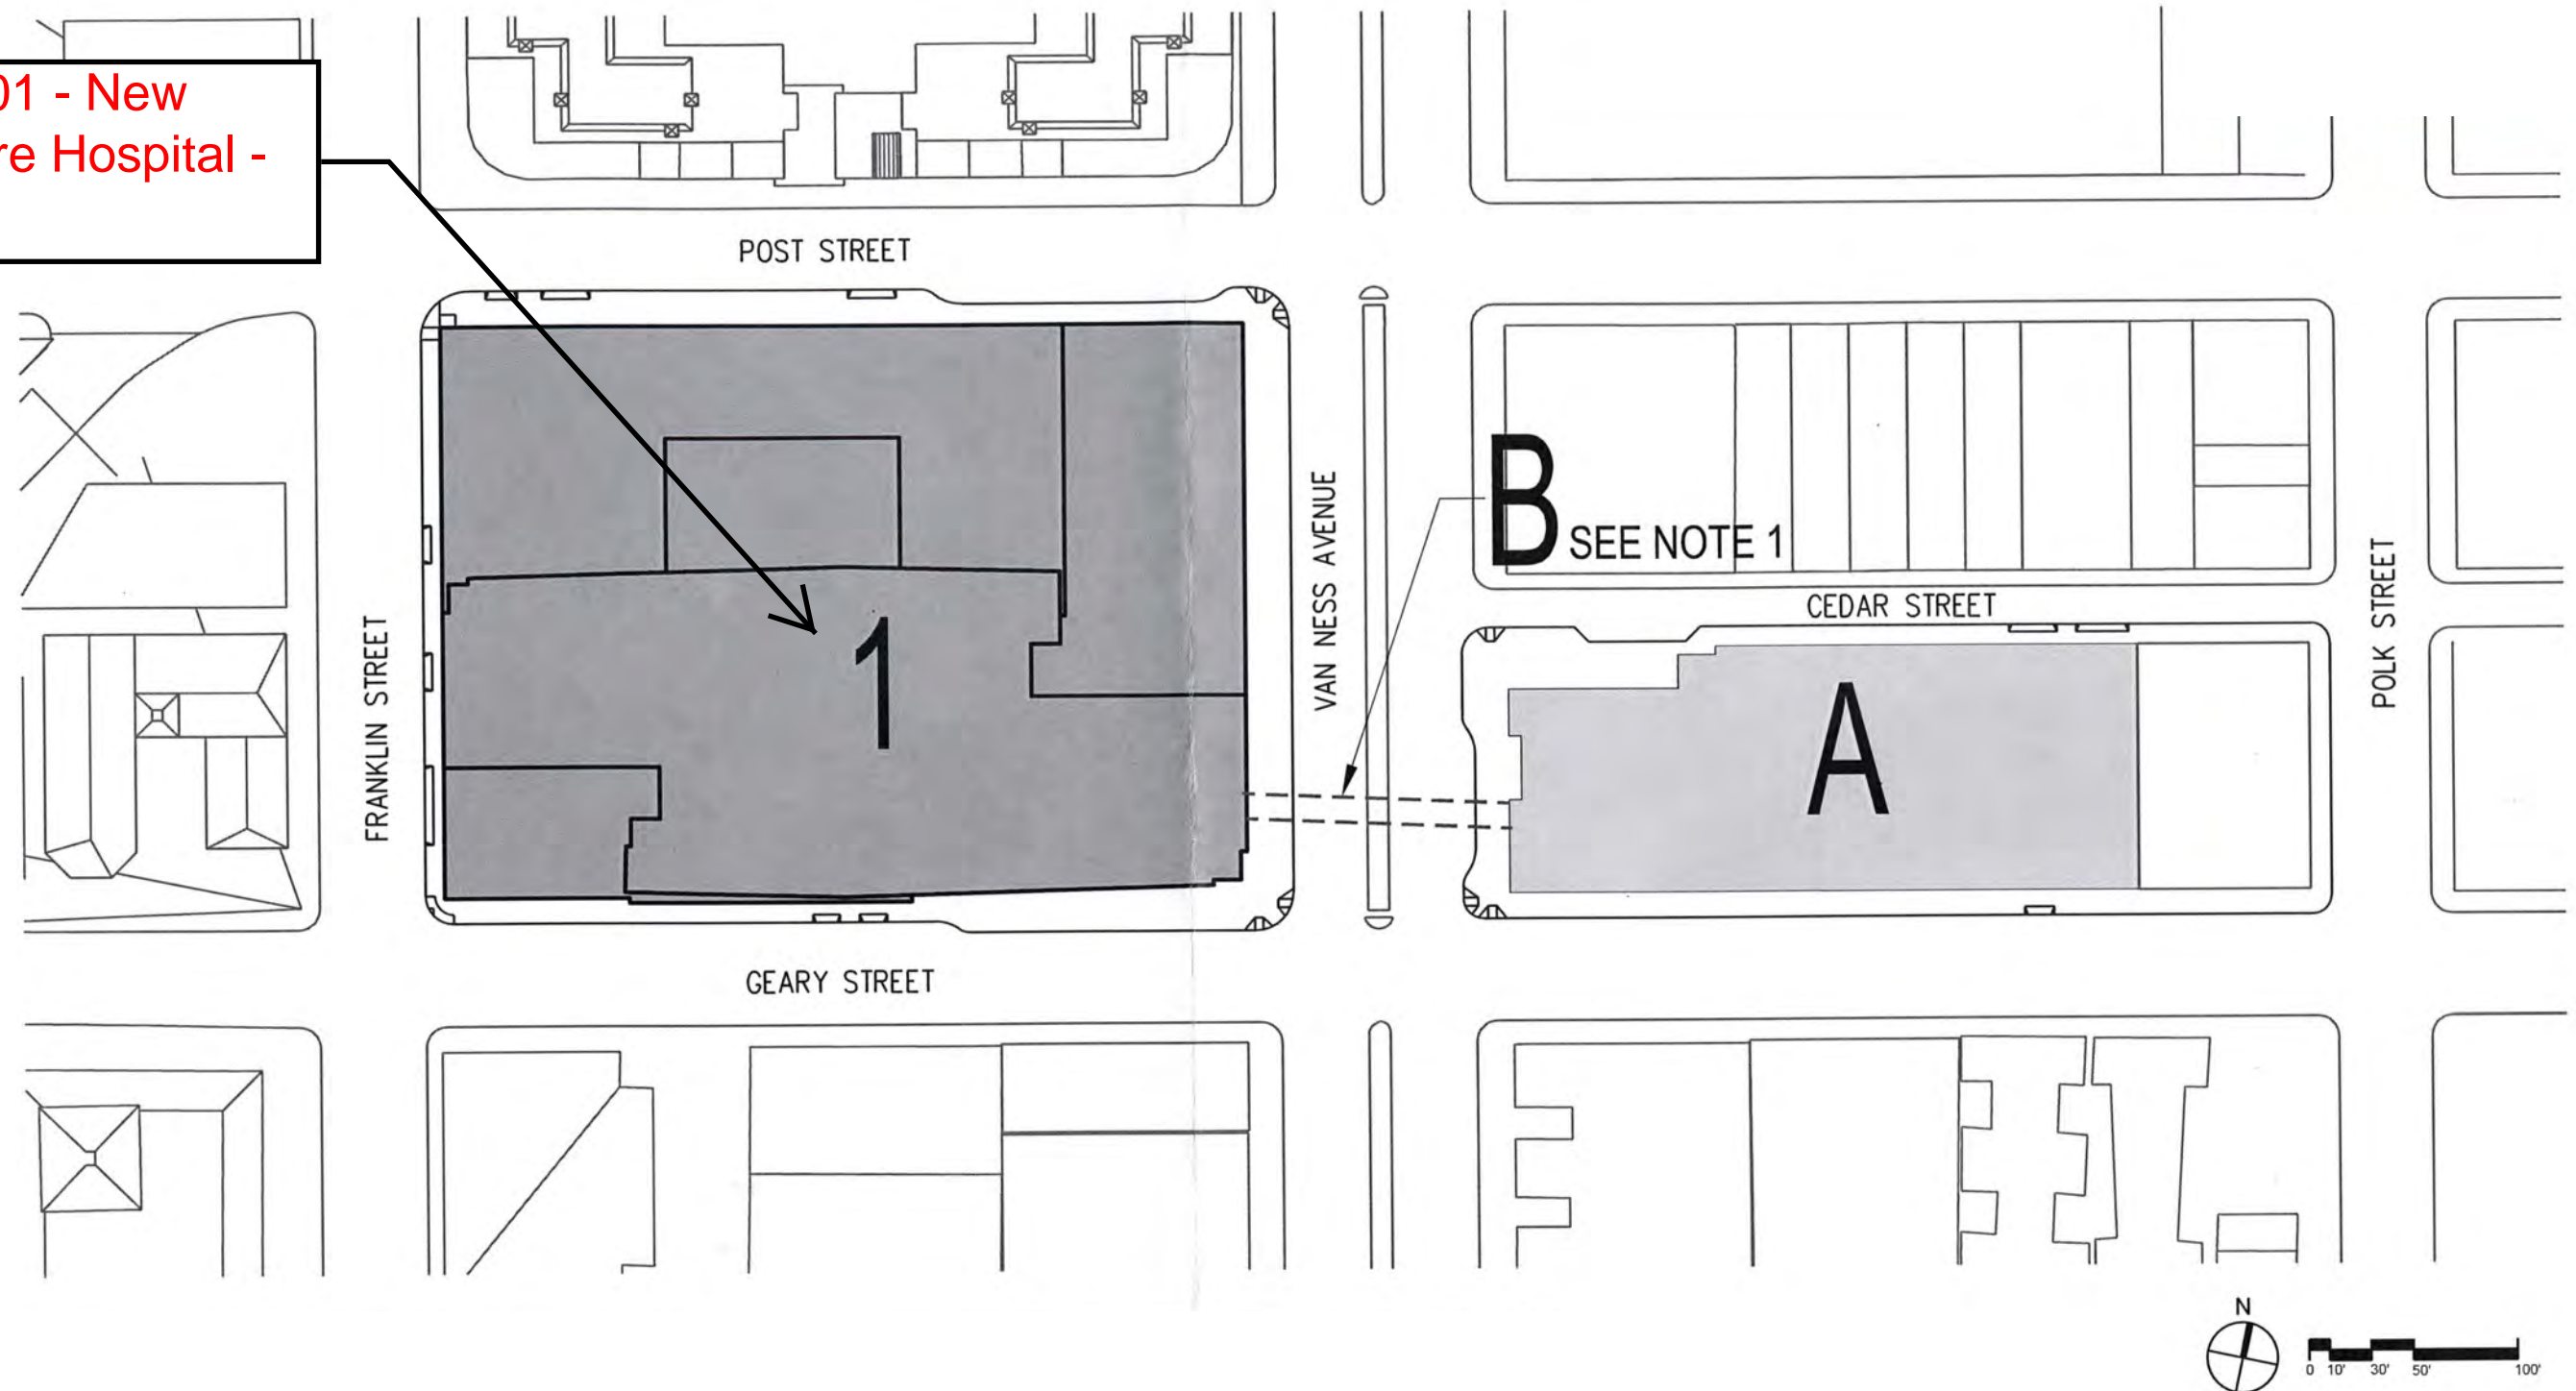 01 - New
re Hospital -
POST STREET
FRANKLIN STREET
1
VAN NESS AVENUE
B SEE NOTE 1
CEDAR STREET
A
POLK STREET
GEARY STREET
N
0 10' 30' 50' 100'